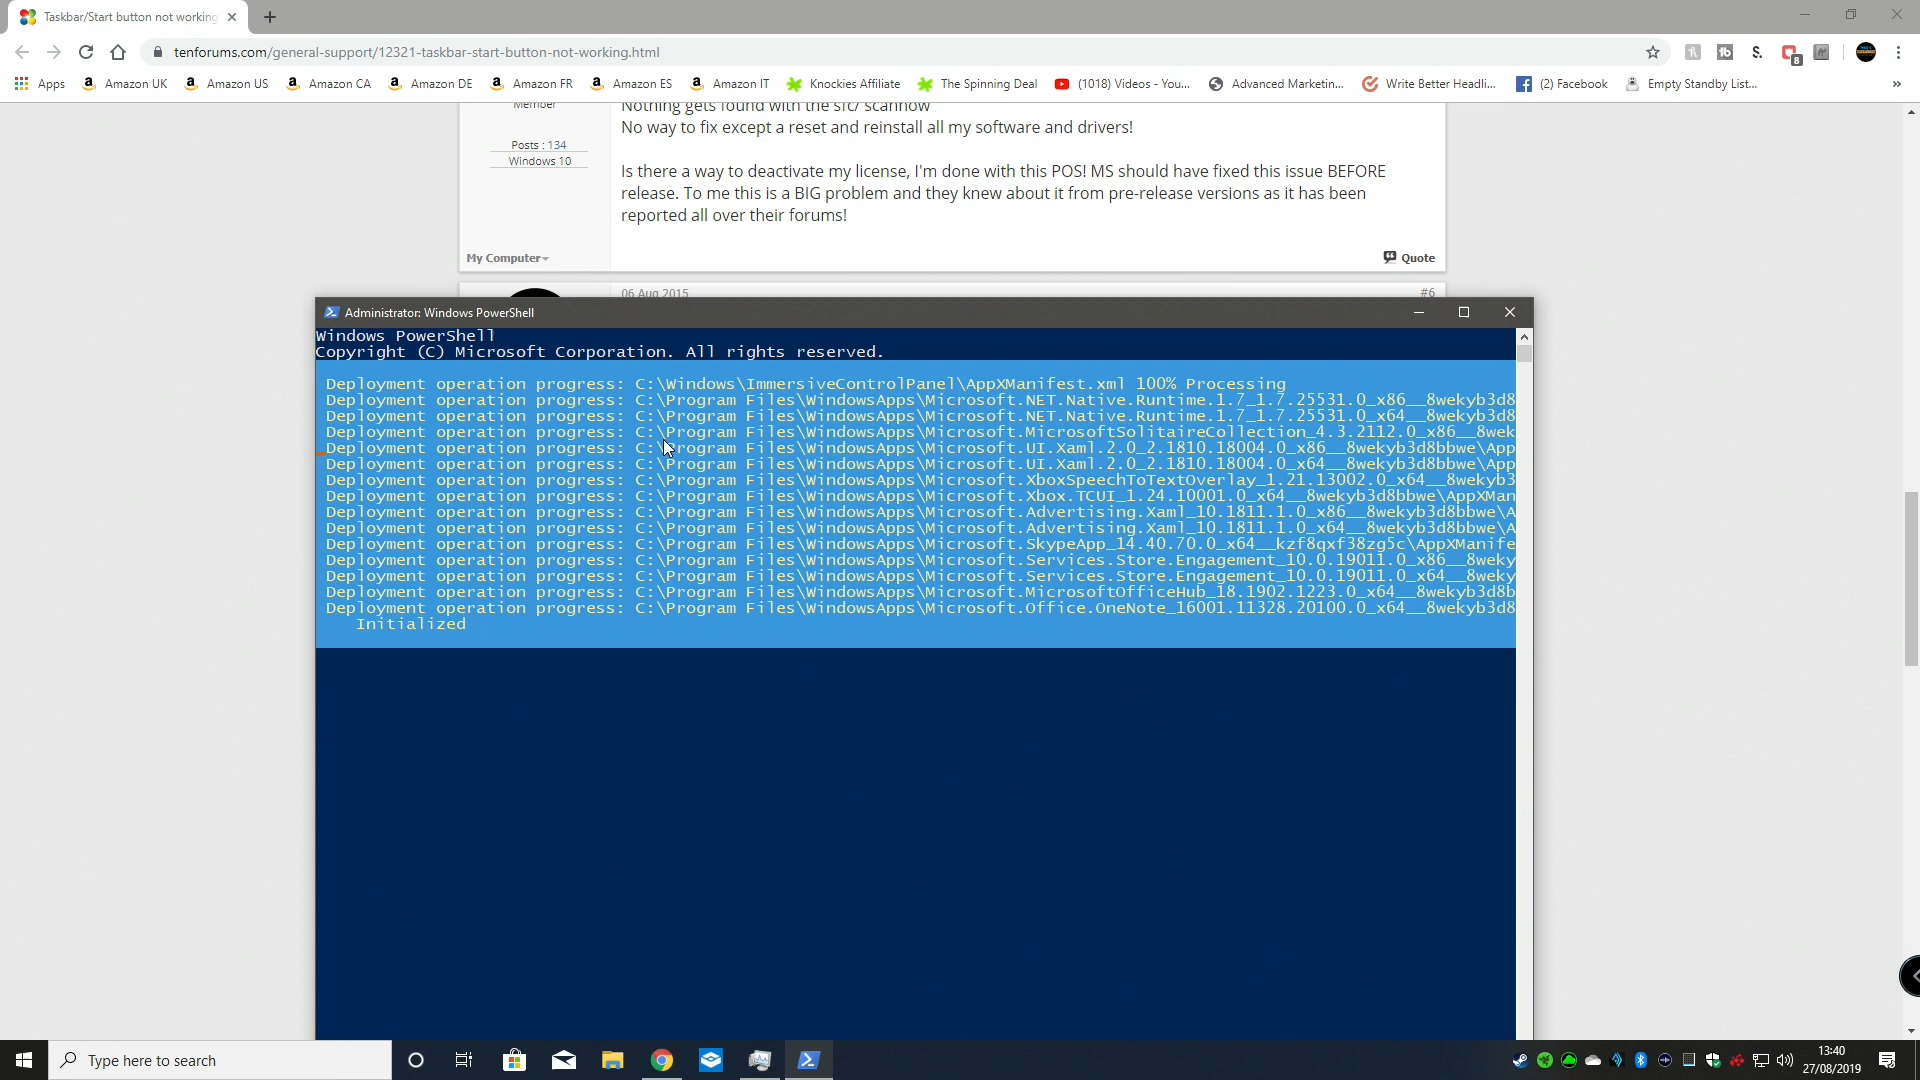 Taskbar/Start button not working
tenforums.com/general-support/12321-taskbar-start-button-not-working.html
8
Apps
Amazon UK
Amazon US
Amazon CA
Amazon DE
Amazon FR
Amazon ES
Amazon IT
Knockies Affiliate
The Spinning Deal
(1018) Videos - You...
Advanced Marketin...
Write Better Headli...
(2) Facebook
Empty Standby List...
»
Member
Nothing gets found with the sfc/ scannow
No way to fix except a reset and reinstall all my software and drivers!
Posts : 134
Windows 10
Is there a way to deactivate my license, I'm done with this POS! MS should have fixed this issue BEFORE
release. To me this is a BIG problem and they knew about it from pre-release versions as it has been
reported all over their forums!
My Computer
Quote
06 Aug 2015
#6
Administrator: Windows PowerShell
Windows PowerShell
Copyright (C) Microsoft Corporation. All rights reserved.
Deployment operation progress: C:\Windows\ImmersiveControlPanel\AppXManifest.xml 100% Processing
Deployment operation progress: C:\Program Files\WindowsApps\Microsoft.NET.Native.Runtime.1.7_1.7.25531.0_x86__8wekyb3d8
Deployment operation progress: C:\Program Files\WindowsApps\Microsoft.NET.Native.Runtime.1.7_1.7.25531.0_x64__8wekyb3d8
Deployment operation progress: C:\Program Files\WindowsApps\Microsoft.MicrosoftSolitaireCollection_4.3.2112.0_x86__8wek
Deployment operation progress: C:\Program Files\WindowsApps\Microsoft.UI.Xaml.2.0_2.1810.18004.0_x86__8wekyb3d8bbwe\App
Deployment operation progress: C:\Program Files\WindowsApps\Microsoft.UI.Xaml.2.0_2.1810.18004.0_x64__8wekyb3d8bbwe\App
Deployment operation progress: C:\Program Files\WindowsApps\Microsoft.XboxSpeechToTextOverlay_1.21.13002.0_x64__8wekyb3
Deployment operation progress: C:\Program Files\WindowsApps\Microsoft.Xbox.TCUI_1.24.10001.0_x64__8wekyb3d8bbwe\AppXMan
Deployment operation progress: C:\Program Files\WindowsApps\Microsoft.Advertising.Xaml_10.1811.1.0_x86__8wekyb3d8bbwe\A
Deployment operation progress: C:\Program Files\WindowsApps\Microsoft.Advertising.Xaml_10.1811.1.0_x64__8wekyb3d8bbwe\A
Deployment operation progress: C:\Program Files\WindowsApps\Microsoft.SkypeApp_14.40.70.0_x64__kzf8qxf38zg5c\AppXManife
Deployment operation progress: C:\Program Files\WindowsApps\Microsoft.Services.Store.Engagement_10.0.19011.0_x86__8weky
Deployment operation progress: C:\Program Files\WindowsApps\Microsoft.Services.Store.Engagement_10.0.19011.0_x64__8weky
Deployment operation progress: C:\Program Files\WindowsApps\Microsoft.MicrosoftOfficeHub_18.1902.1223.0_x64__8wekyb3d8b
Deployment operation progress: C:\Program Files\WindowsApps\Microsoft.Office.OneNote_16001.11328.20100.0_x64__8wekyb3d8
Initialized
Type here to search
13:40
27/08/2019